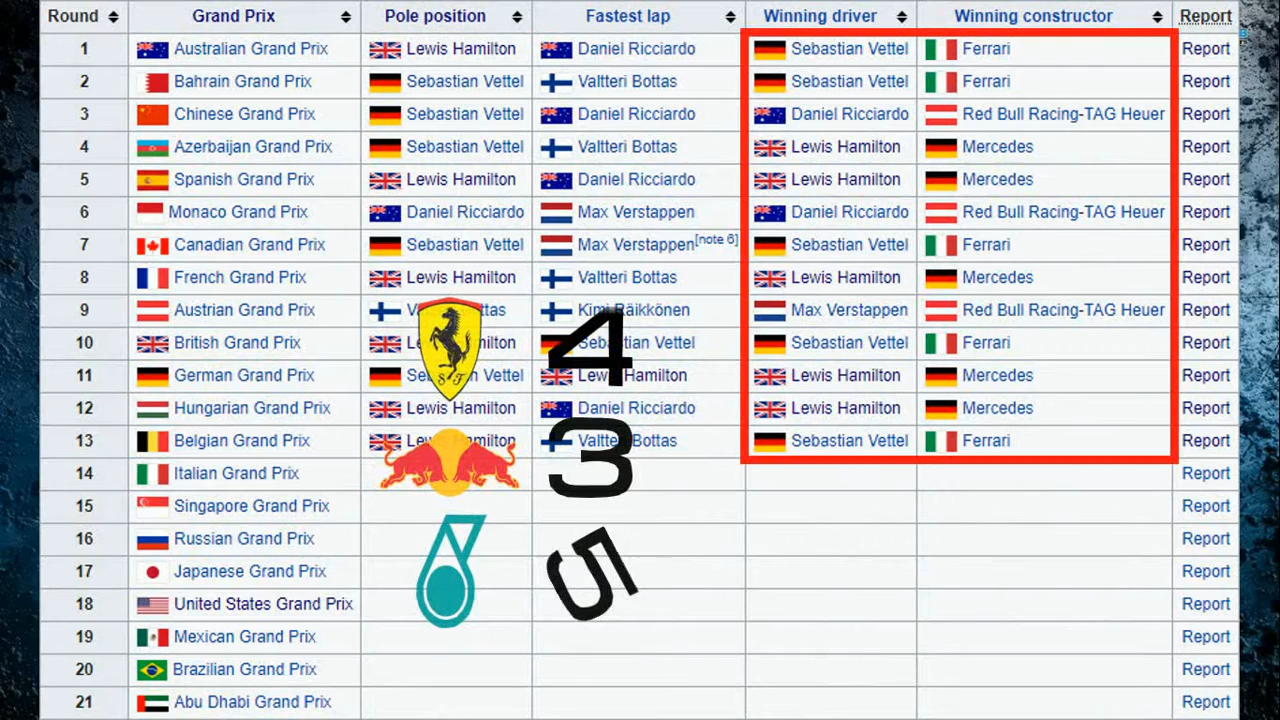 Round Grand Prix Pole position Fastest lap Winning driver Winning constructor Report
1 Australian Grand Prix Lewis Hamilton Daniel Ricciardo Sebastian Vettel Ferrari Report
2 Bahrain Grand Prix Sebastian Vettel Valtteri Bottas Sebastian Vettel Ferrari Report
3 Chinese Grand Prix Sebastian Vettel Daniel Ricciardo Daniel Ricciardo Red Bull Racing-TAG Heuer Report
4 Azerbaijan Grand Prix Sebastian Vettel Valtteri Bottas Lewis Hamilton Mercedes Report
5 Spanish Grand Prix Lewis Hamilton Daniel Ricciardo Lewis Hamilton Mercedes Report
6 Monaco Grand Prix Daniel Ricciardo Max Verstappen Daniel Ricciardo Red Bull Racing-TAG Heuer Report
7 Canadian Grand Prix Sebastian Vettel Max Verstappen[note 6] Sebastian Vettel Ferrari Report
8 French Grand Prix Lewis Hamilton Valtteri Bottas Lewis Hamilton Mercedes Report
9 Austrian Grand Prix Kimi Räikkönen Max Verstappen Red Bull Racing-TAG Heuer Report
10 British Grand Prix Sebastian Vettel Sebastian Vettel Ferrari Report
11 German Grand Prix Vettel Lewis Hamilton Lewis Hamilton Mercedes Report
12 Hungarian Grand Prix Lewis Hamilton Daniel Ricciardo Lewis Hamilton Mercedes Report
13 Belgian Grand Prix Lewis Hamilton Valtteri Bottas Sebastian Vettel Ferrari Report
14 Italian Grand Prix Report
15 Singapore Grand Prix Report
16 Russian Grand Prix Report
17 Japanese Grand Prix Report
18 United States Grand Prix Report
19 Mexican Grand Prix Report
20 Brazilian Grand Prix Report
21 Abu Dhabi Grand Prix Report
S F
4
3
5